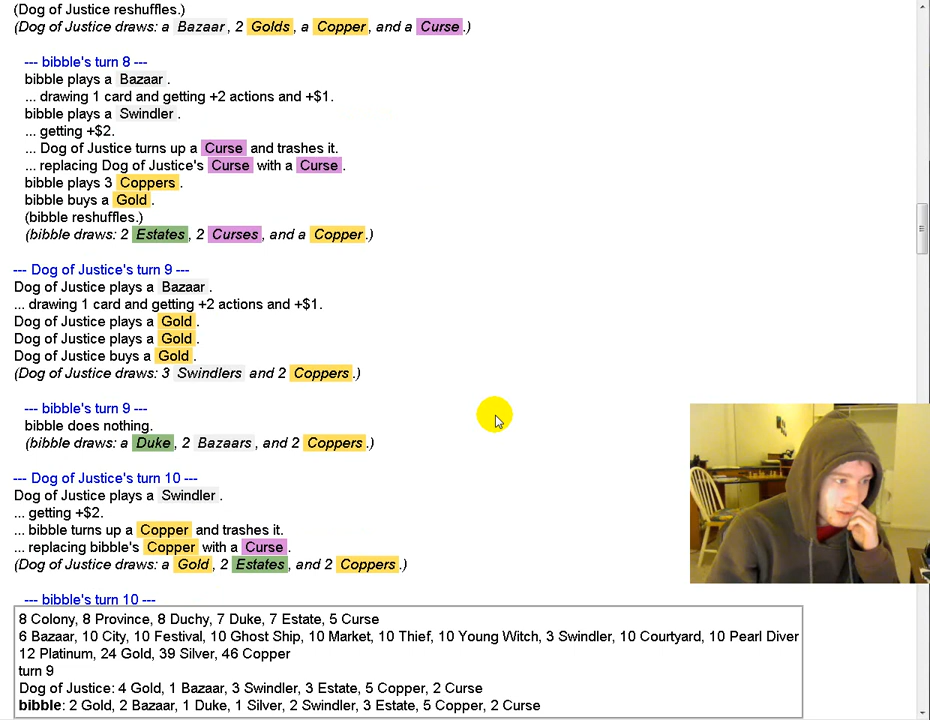 (Dog of Justice reshuffles.)
(Dog of Justice draws: a Bazaar, 2 Golds, a Copper, and a Curse.)
--- bibble's turn 8 ---
bibble plays a Bazaar.
... drawing 1 card and getting +2 actions and +$1.
bibble plays a Swindler.
... getting +$2.
... Dog of Justice turns up a Curse and trashes it.
... replacing Dog of Justice's Curse with a Curse.
bibble plays 3 Coppers.
bibble buys a Gold.
(bibble reshuffles.)
(bibble draws: 2 Estates, 2 Curses, and a Copper.)
--- Dog of Justice's turn 9 ---
Dog of Justice plays a Bazaar.
... drawing 1 card and getting +2 actions and +$1.
Dog of Justice plays a Gold.
Dog of Justice plays a Gold.
Dog of Justice buys a Gold.
(Dog of Justice draws: 3 Swindlers and 2 Coppers.)
--- bibble's turn 9 ---
bibble does nothing.
(bibble draws: a Duke, 2 Bazaars, and 2 Coppers.)
--- Dog of Justice's turn 10 ---
Dog of Justice plays a Swindler.
... getting +$2.
... bibble turns up a Copper and trashes it.
... replacing bibble's Copper with a Curse.
(Dog of Justice draws: a Gold, 2 Estates, and 2 Coppers.)
--- bibble's turn 10 ---
8 Colony, 8 Province, 8 Duchy, 7 Duke, 7 Estate, 5 Curse
6 Bazaar, 10 City, 10 Festival, 10 Ghost Ship, 10 Market, 10 Thief, 10 Young Witch, 3 Swindler, 10 Courtyard, 10 Pearl Diver
12 Platinum, 24 Gold, 39 Silver, 46 Copper
turn 9
Dog of Justice: 4 Gold, 1 Bazaar, 3 Swindler, 3 Estate, 5 Copper, 2 Curse
bibble: 2 Gold, 2 Bazaar, 1 Duke, 1 Silver, 2 Swindler, 3 Estate, 5 Copper, 2 Curse